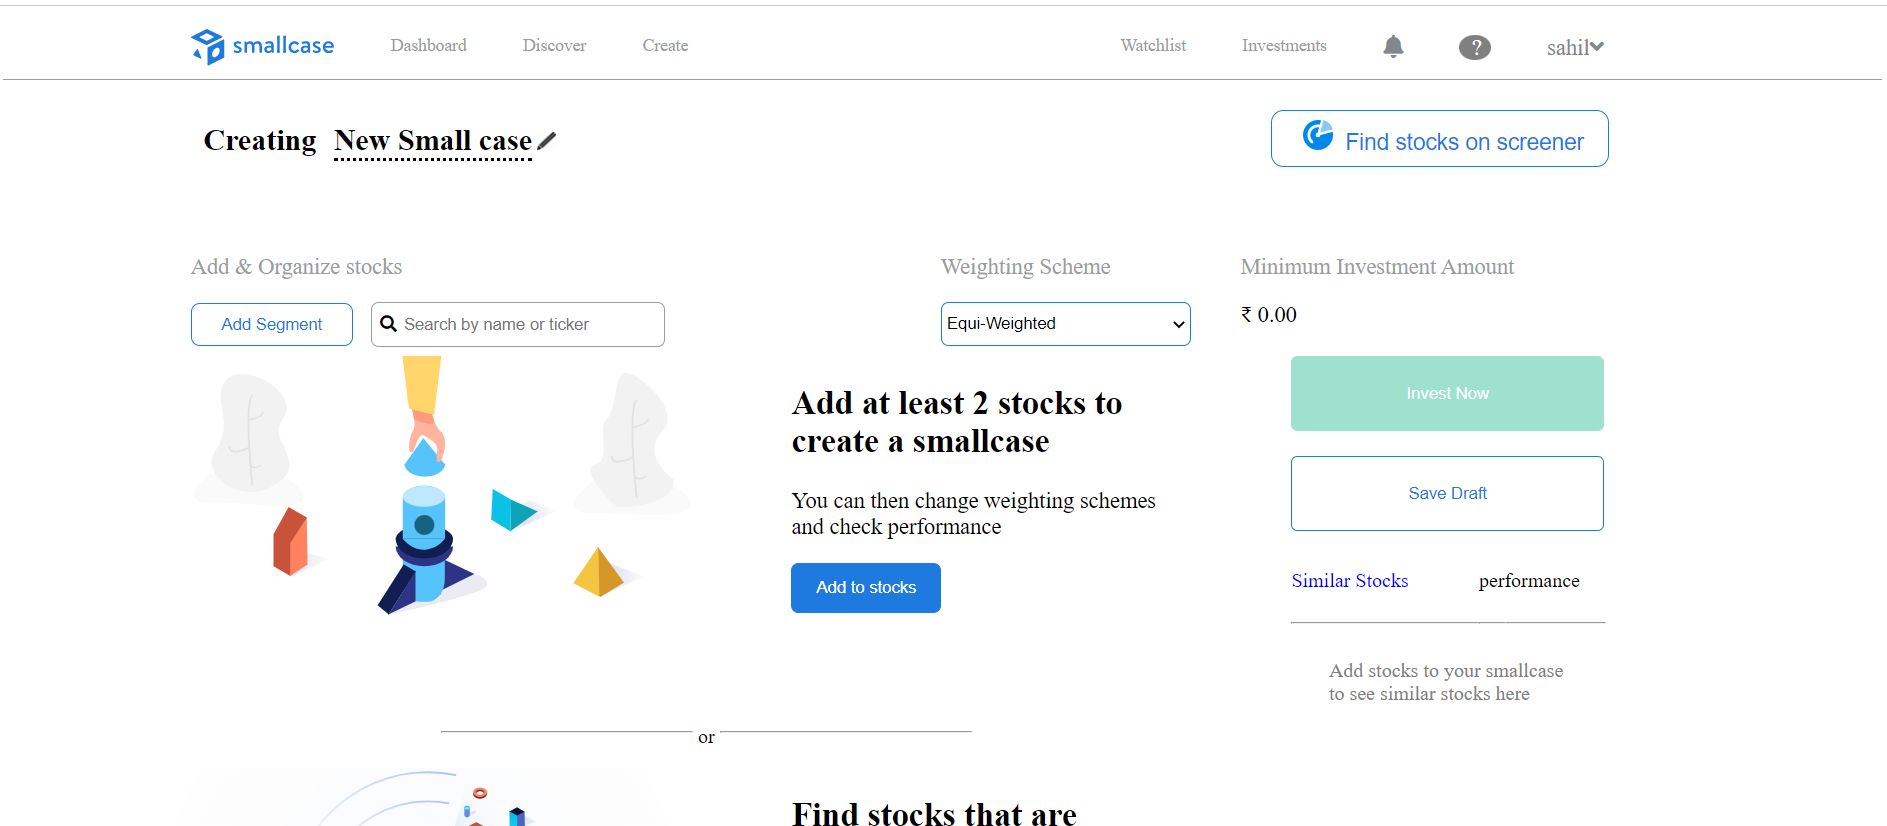 smallcase Dashboard Discover Create Watchlist Investments ? sahil
Creating New Small case
Find stocks on screener
Add & Organize stocks
Weighting Scheme
Minimum Investment Amount
Add Segment
Search by name or ticker
Equi-Weighted
₹ 0.00
Add at least 2 stocks to
create a smallcase
You can then change weighting schemes
and check performance
Add to stocks
Invest Now
Save Draft
Similar Stocks performance
Add stocks to your smallcase
to see similar stocks here
or
Find stocks that are